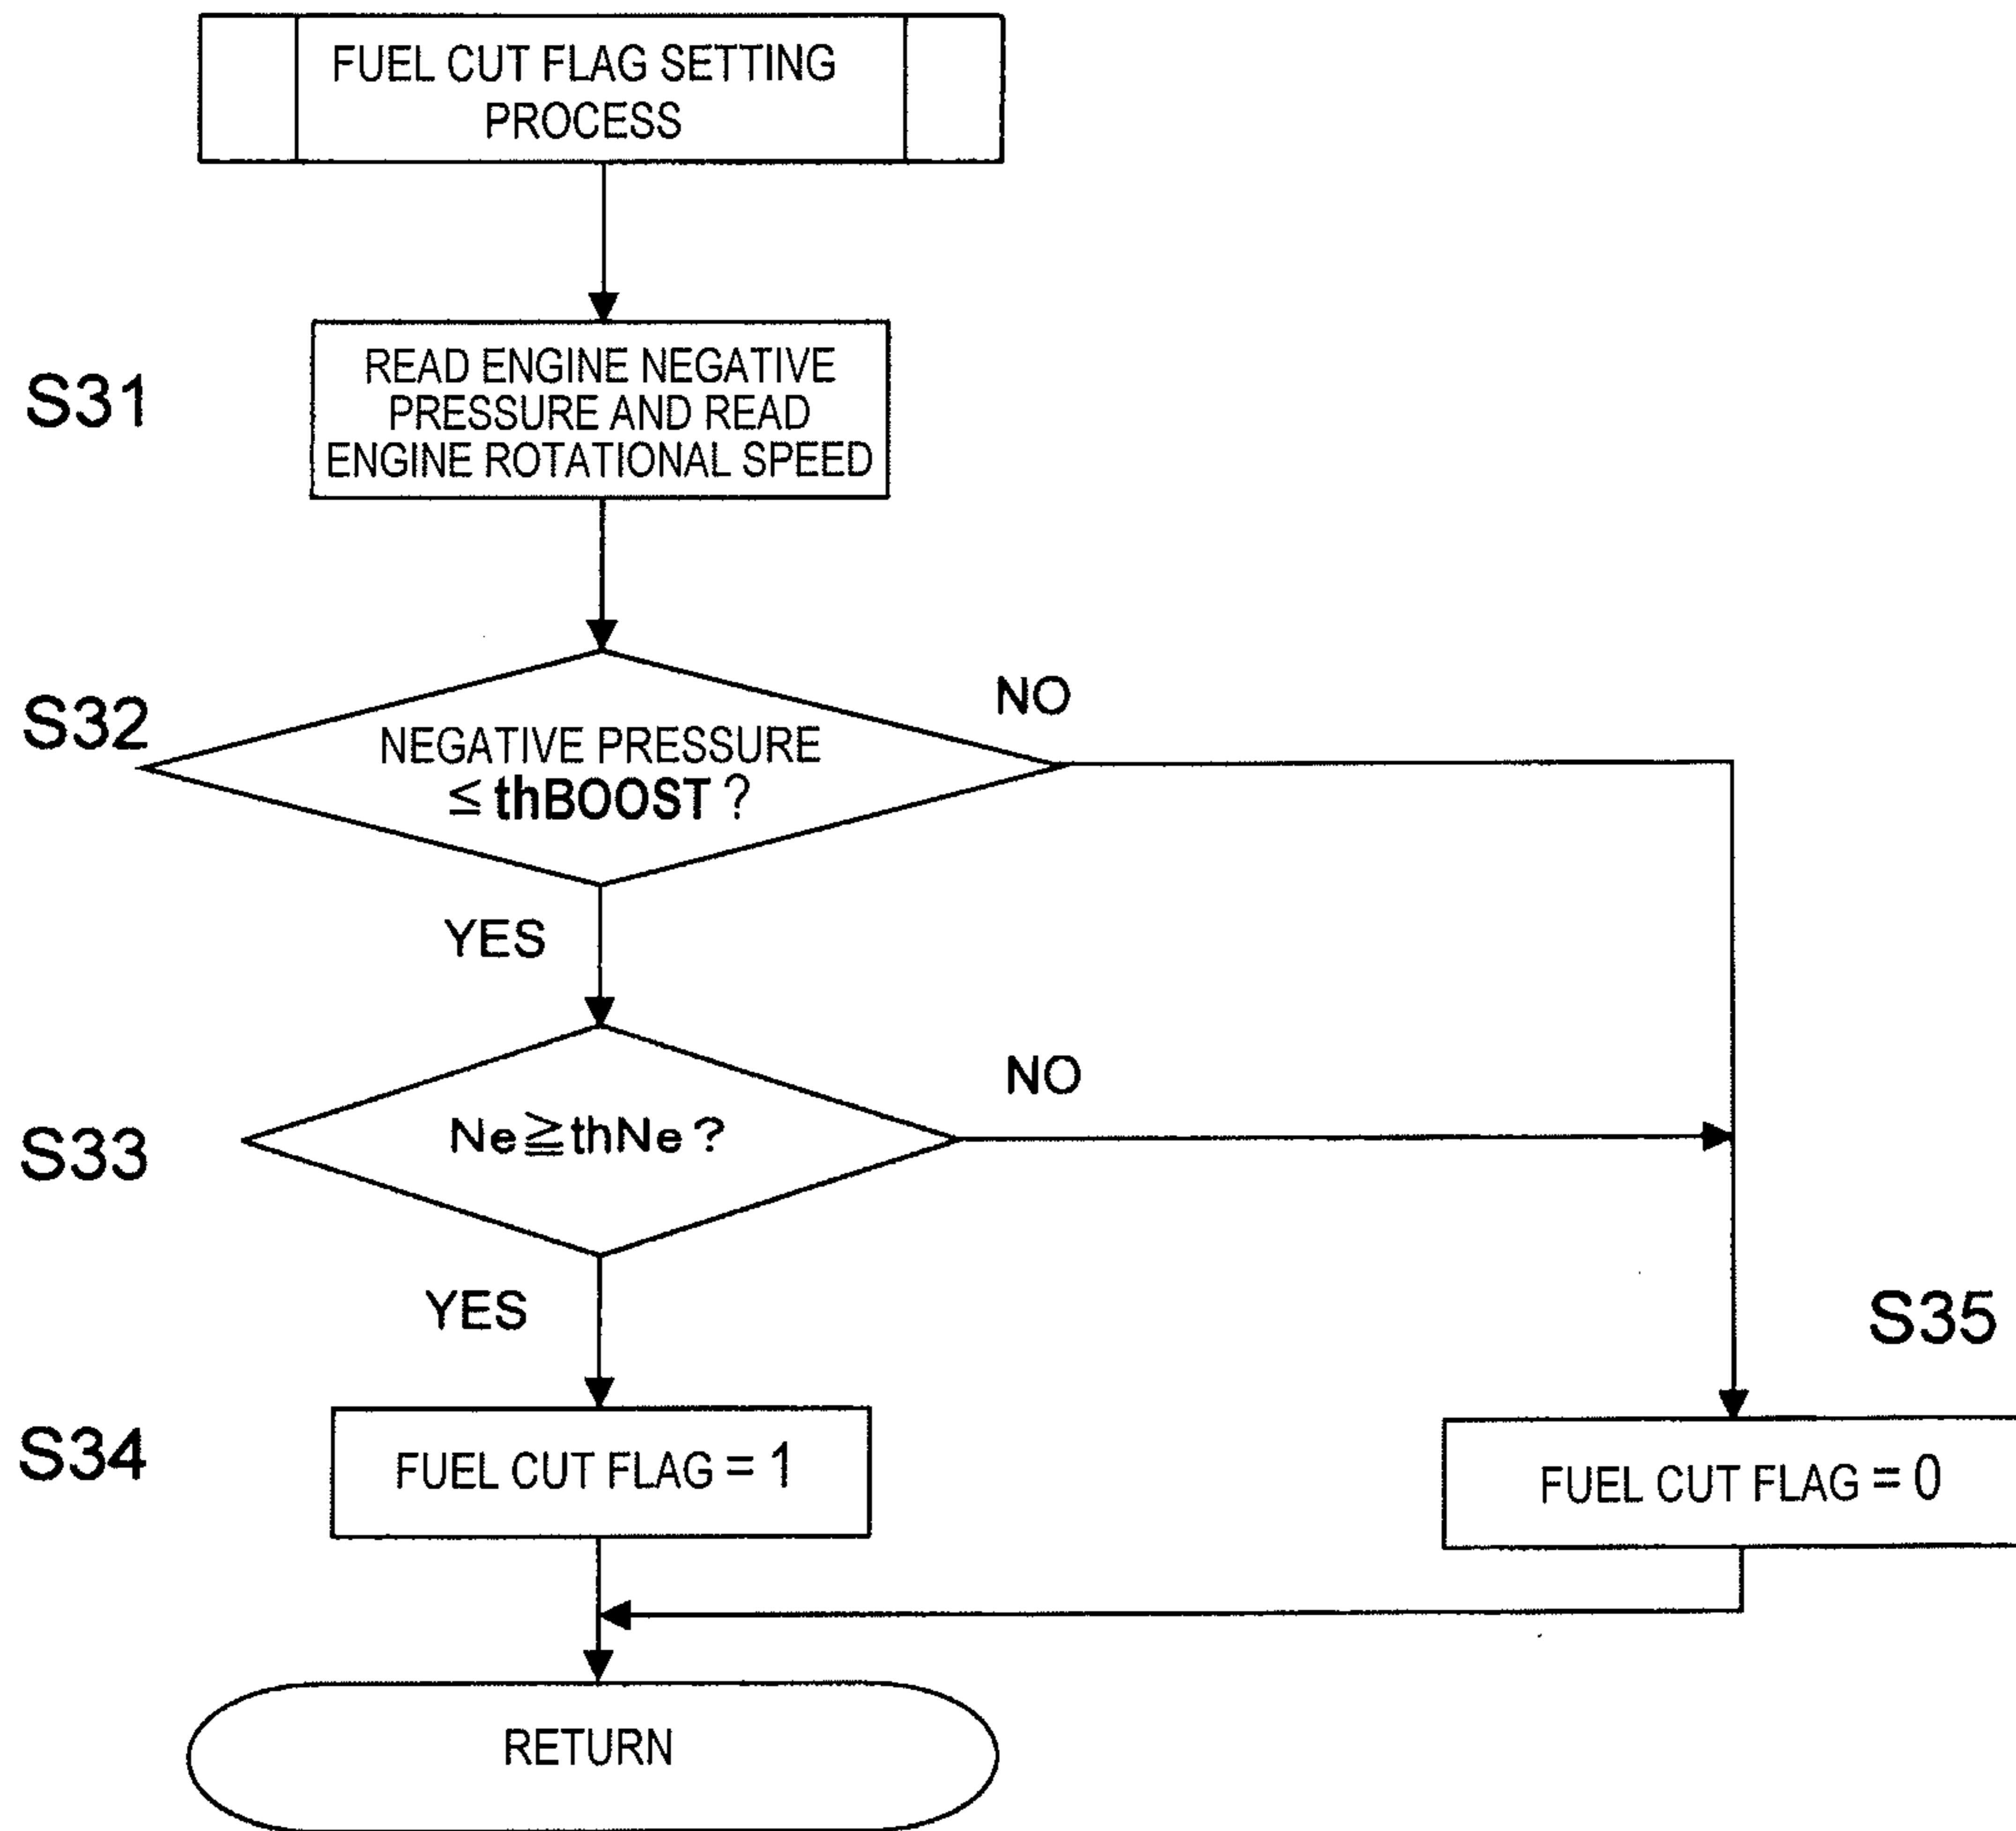 FUEL CUT FLAG SETTING
PROCESS
S31
READ ENGINE NEGATIVE
PRESSURE AND READ
ENGINE ROTATIONAL SPEED
S32
NEGATIVE PRESSURE
≤ thBOOST ?
NO
YES
S33
Ne≧thNe ?
NO
YES
S34
FUEL CUT FLAG = 1
S35
FUEL CUT FLAG = 0
RETURN